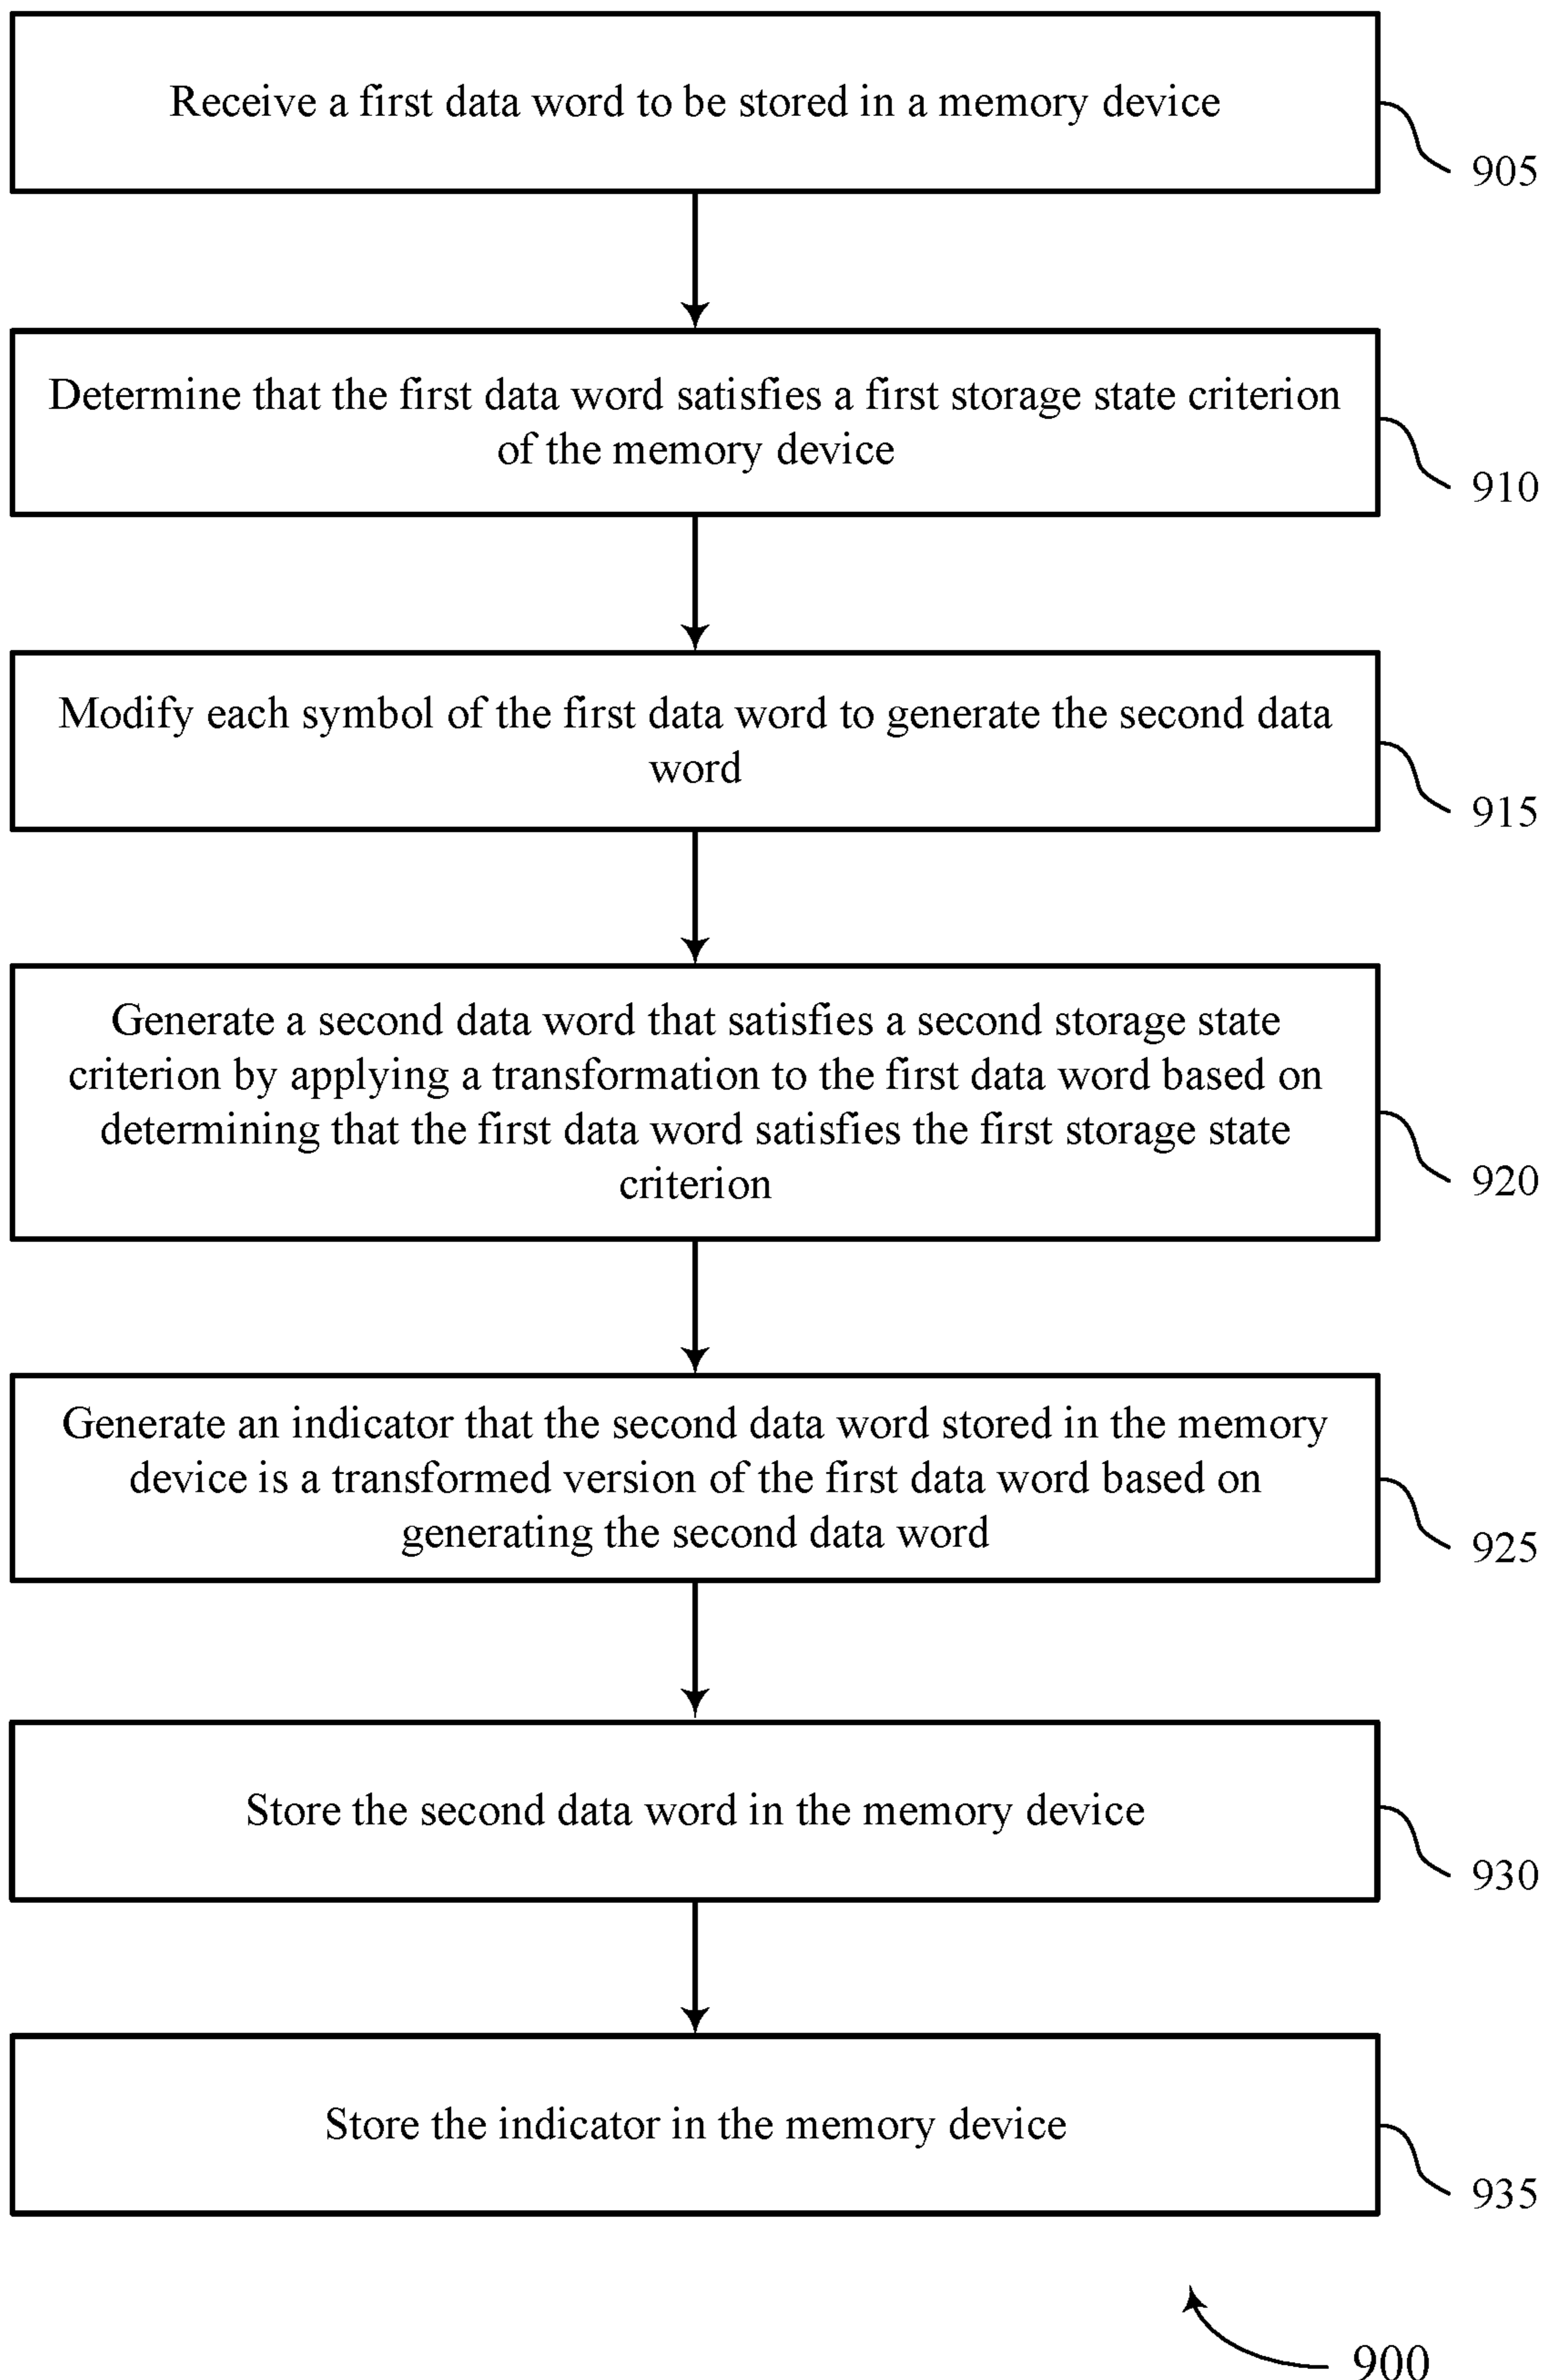 Receive a first data word to be stored in a memory device
905
Determine that the first data word satisfies a first storage state criterion
of the memory device
910
Modify each symbol of the first data word to generate the second data
word
915
Generate a second data word that satisfies a second storage state
criterion by applying a transformation to the first data word based on
determining that the first data word satisfies the first storage state
criterion
920
Generate an indicator that the second data word stored in the memory
device is a transformed version of the first data word based on
generating the second data word
925
Store the second data word in the memory device
930
Store the indicator in the memory device
935
900